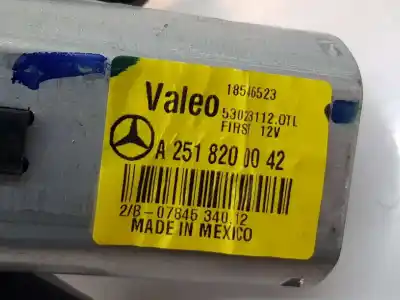 18546523
Valeo
53023112.OTL
FIRST 12V
A 251 820 00 42
2/B-07845 340.12
MADE IN MEXICO